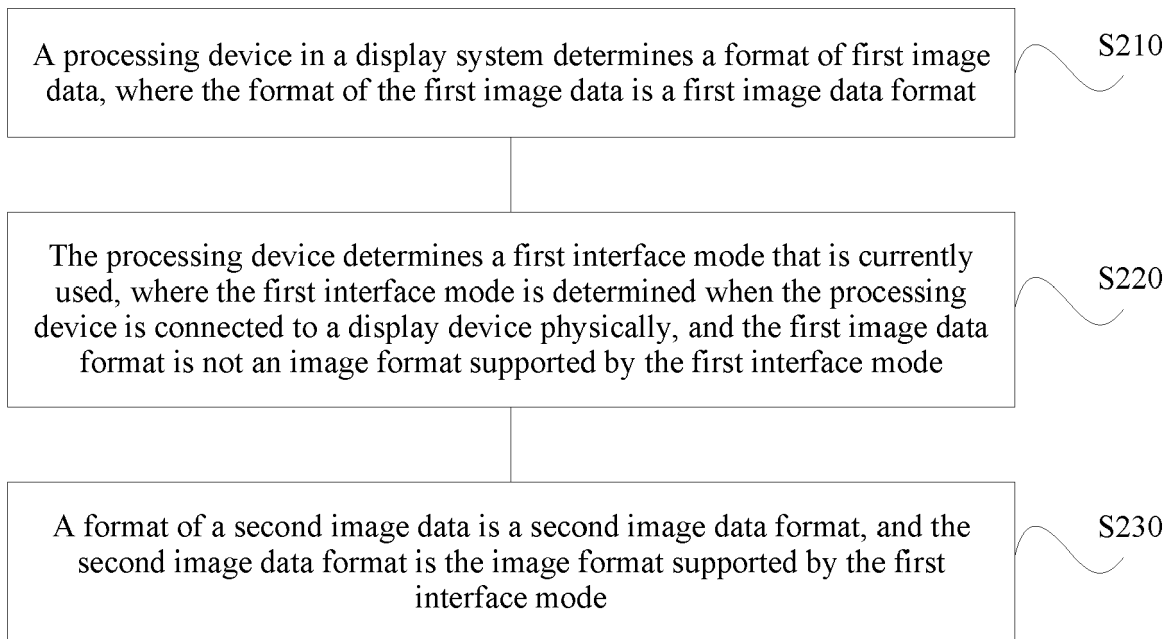 A processing device in a display system determines a format of first image
data, where the format of the first image data is a first image data format
S210
The processing device determines a first interface mode that is currently
used, where the first interface mode is determined when the processing
device is connected to a display device physically, and the first image data
format is not an image format supported by the first interface mode
S220
A format of a second image data is a second image data format, and the
second image data format is the image format supported by the first
interface mode
S230